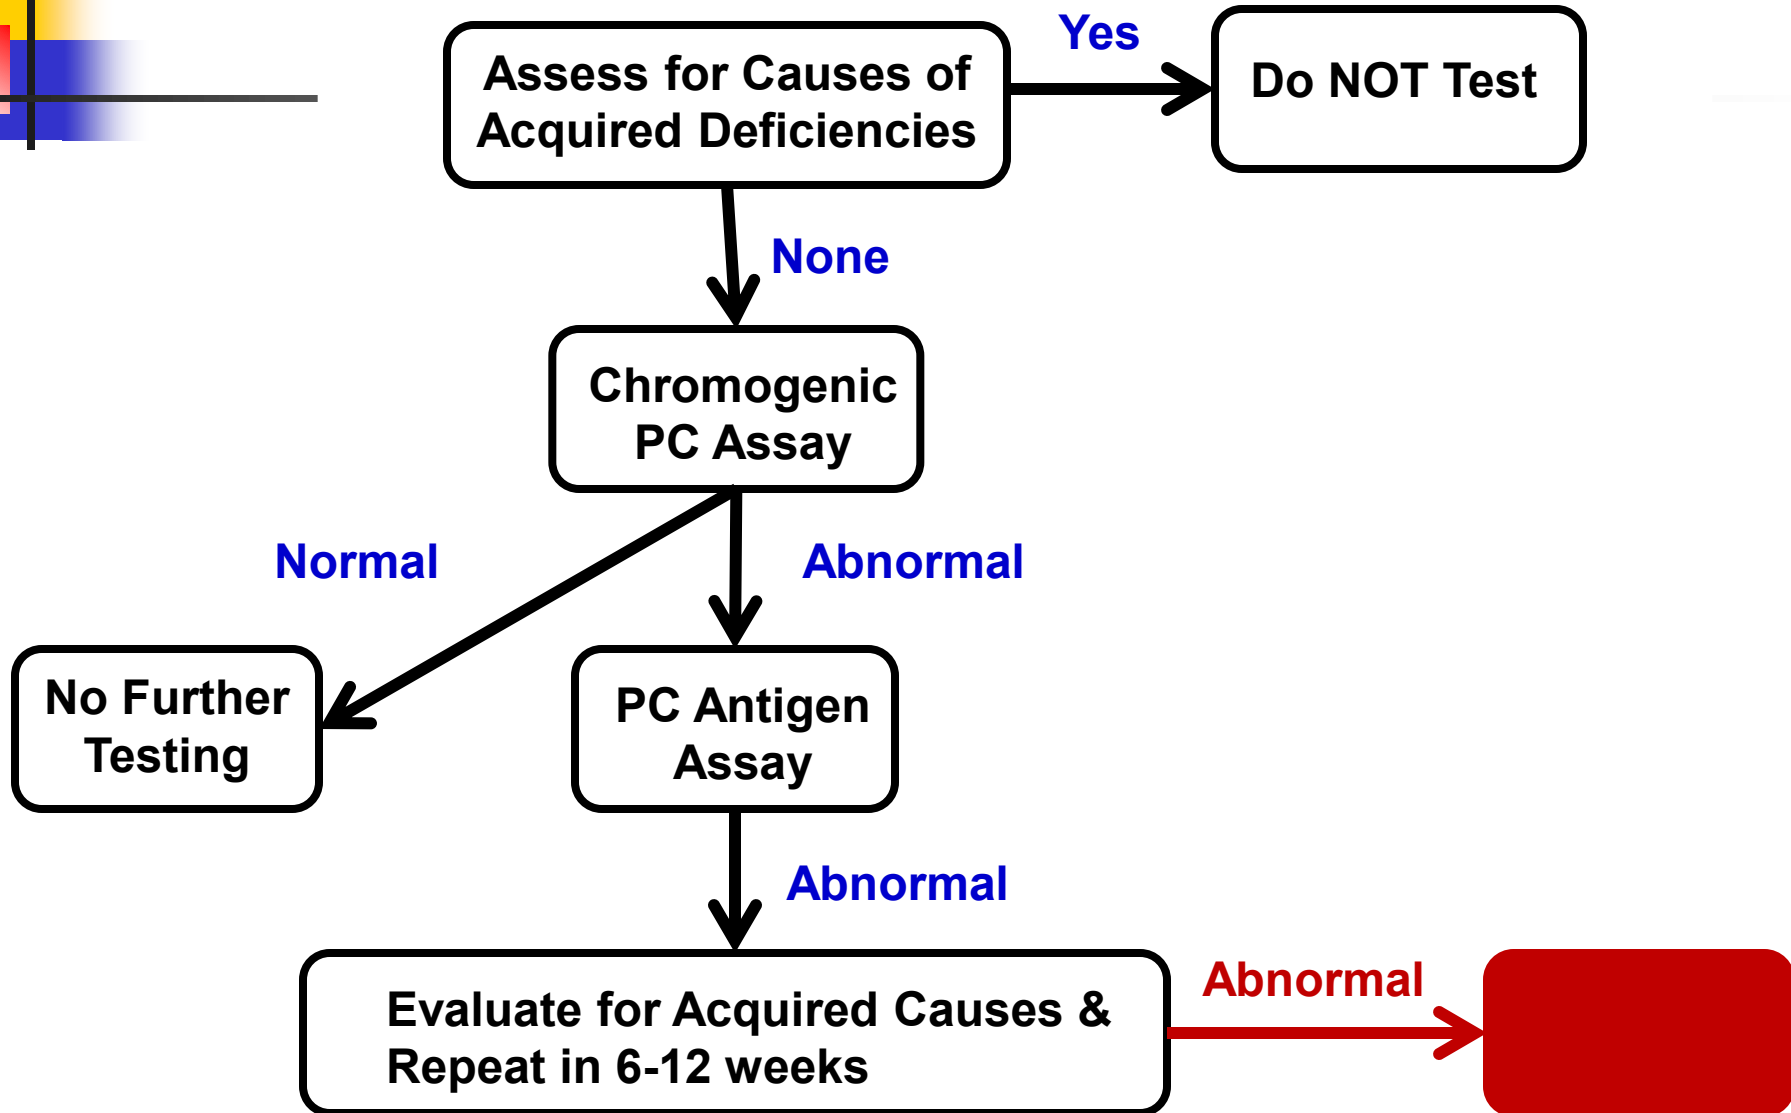 Yes
Assess for Causes of
Acquired Deficiencies
Do NOT Test
None
Chromogenic
PC Assay
Normal
Abnormal
No Further
Testing
PC Antigen
Assay
Abnormal
Evaluate for Acquired Causes &
Repeat in 6-12 weeks
Abnormal